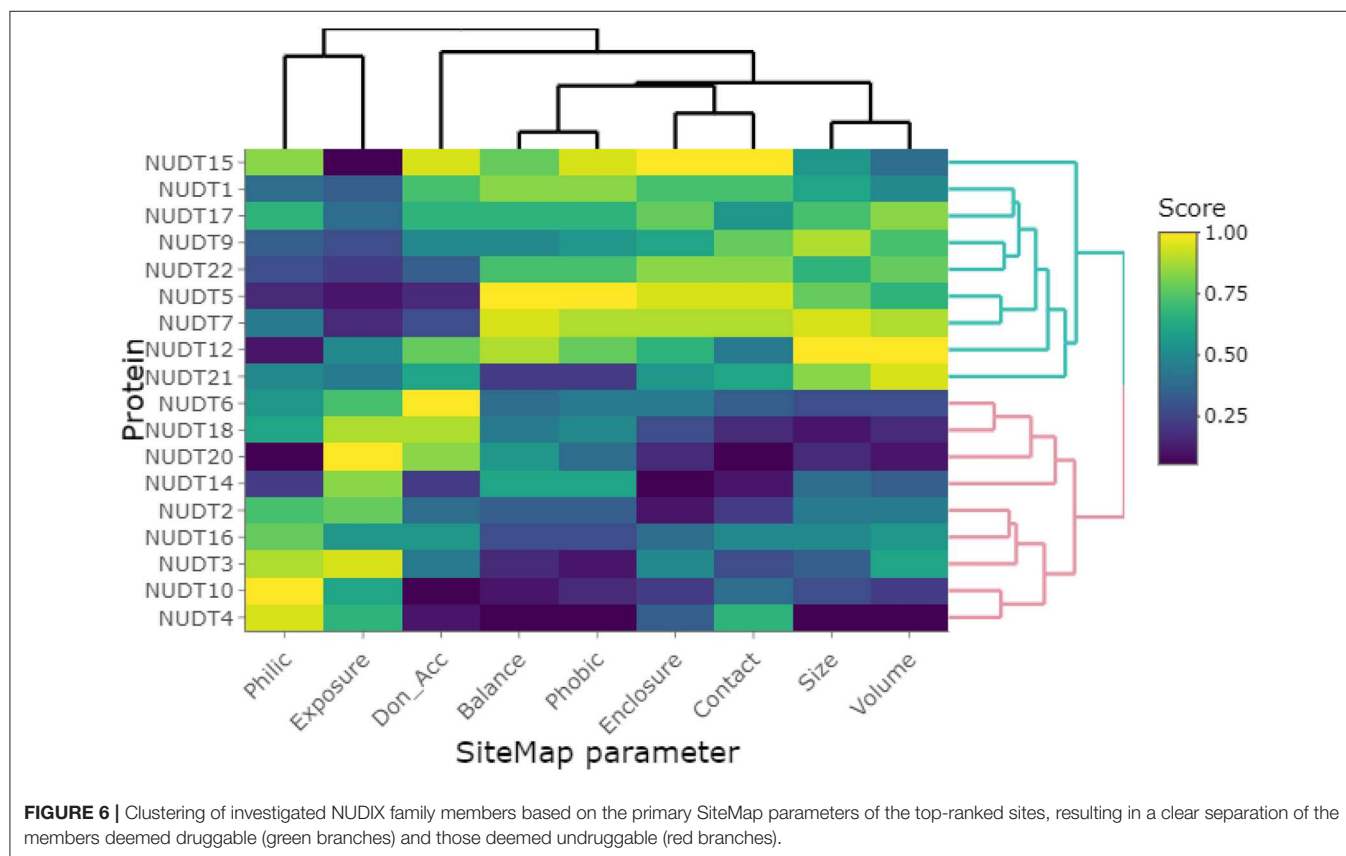 NUDT15
NUDT1
NUDT17
NUDT9
NUDT22
NUDT5
NUDT7
NUDT12
NUDT21
NUDT6
NUDT18
NUDT20
NUDT14
NUDT2
NUDT16
NUDT3
NUDT10
NUDT4
Protein
Score
1.00
0.75
0.50
0.25
Philic
Exposure
Don_Acc
Balance
Phobic
Enclosure
Contact
Size
Volume
SiteMap parameter
FIGURE 6 | Clustering of investigated NUDIX family members based on the primary SiteMap parameters of the top-ranked sites, resulting in a clear separation of the
members deemed druggable (green branches) and those deemed undruggable (red branches).